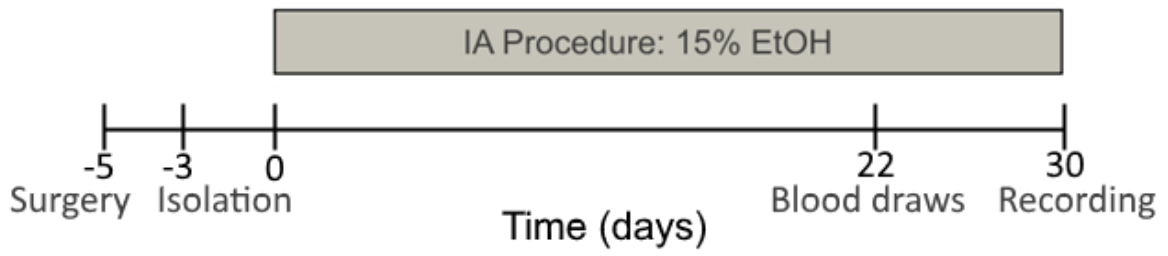 IA Procedure: 15% EtOH
-5 -3 0 22 30
Surgery Isolation Blood draws Recording
Time (days)